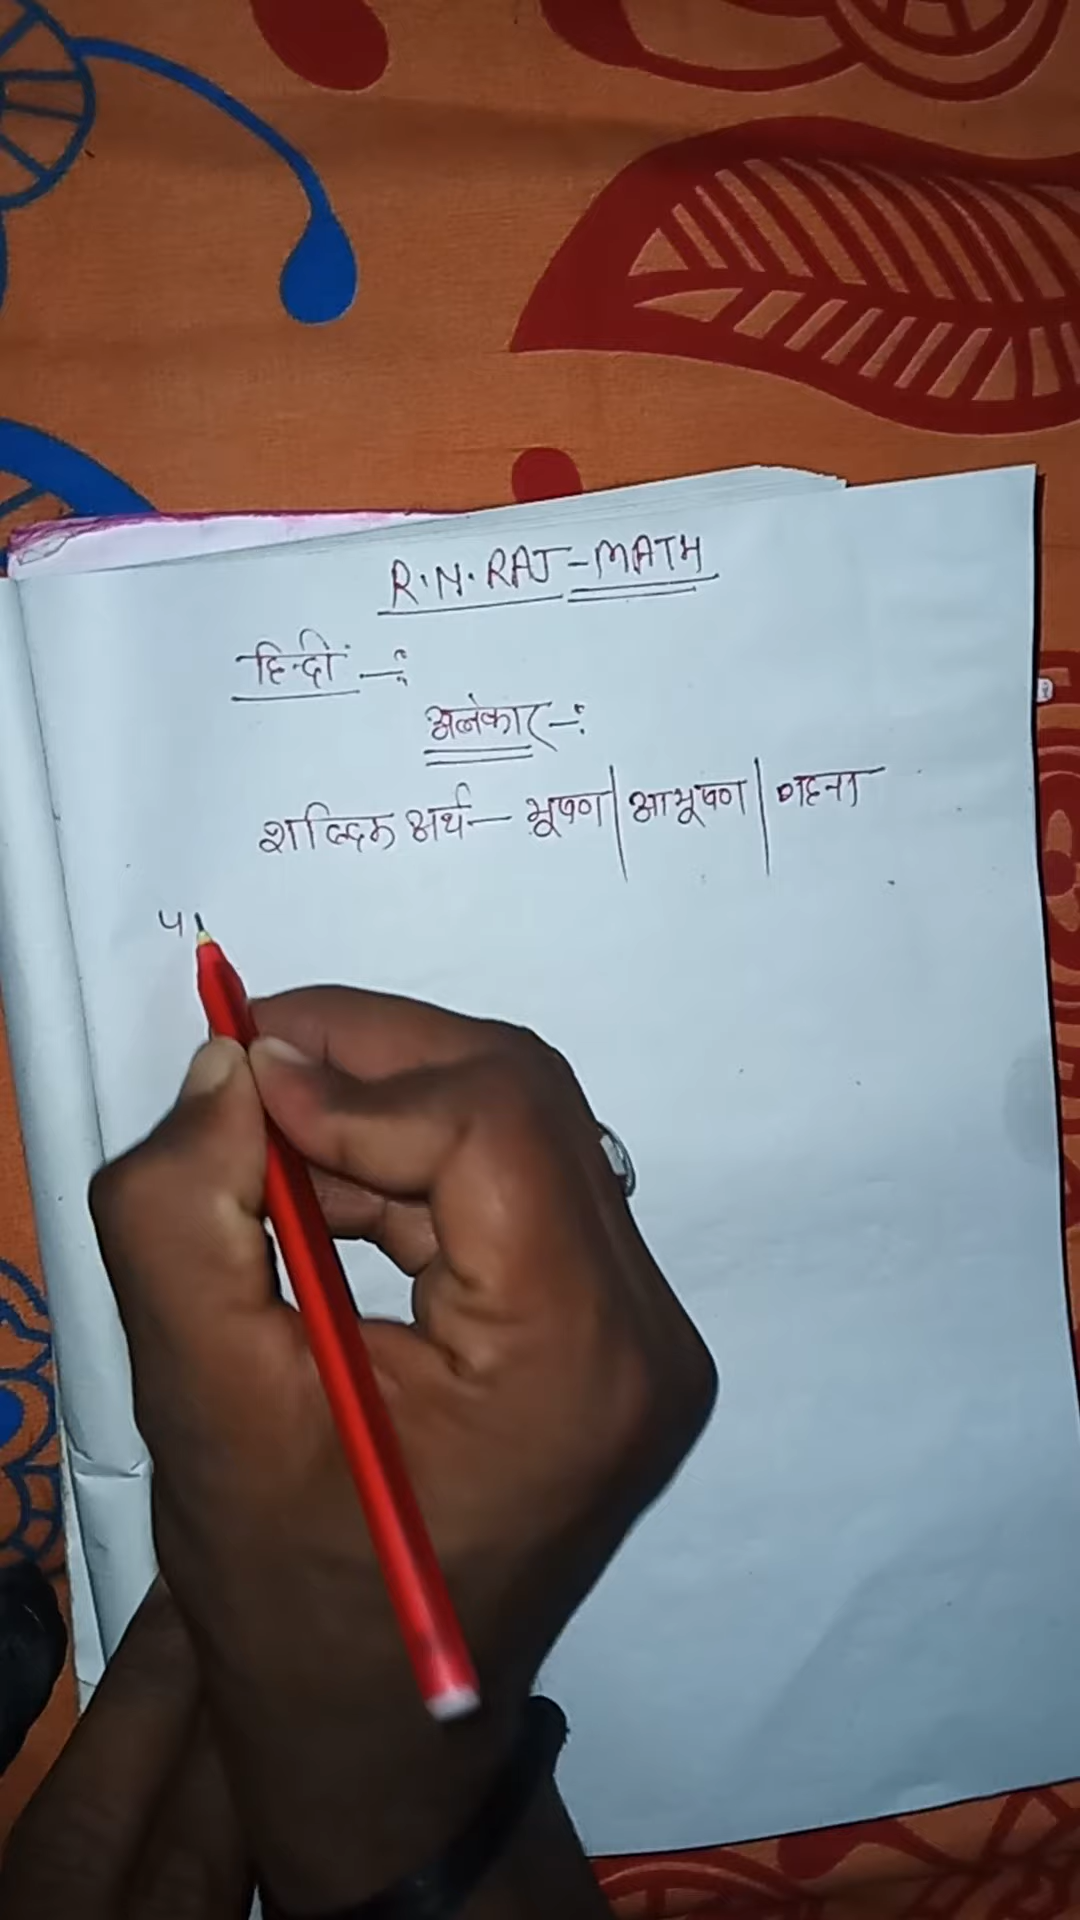 R.N.RAJ-MATH
हिन्दीं -:
अलंकार -:
शाब्दिक अर्थ - भूषण | आभूषण | गहना
प